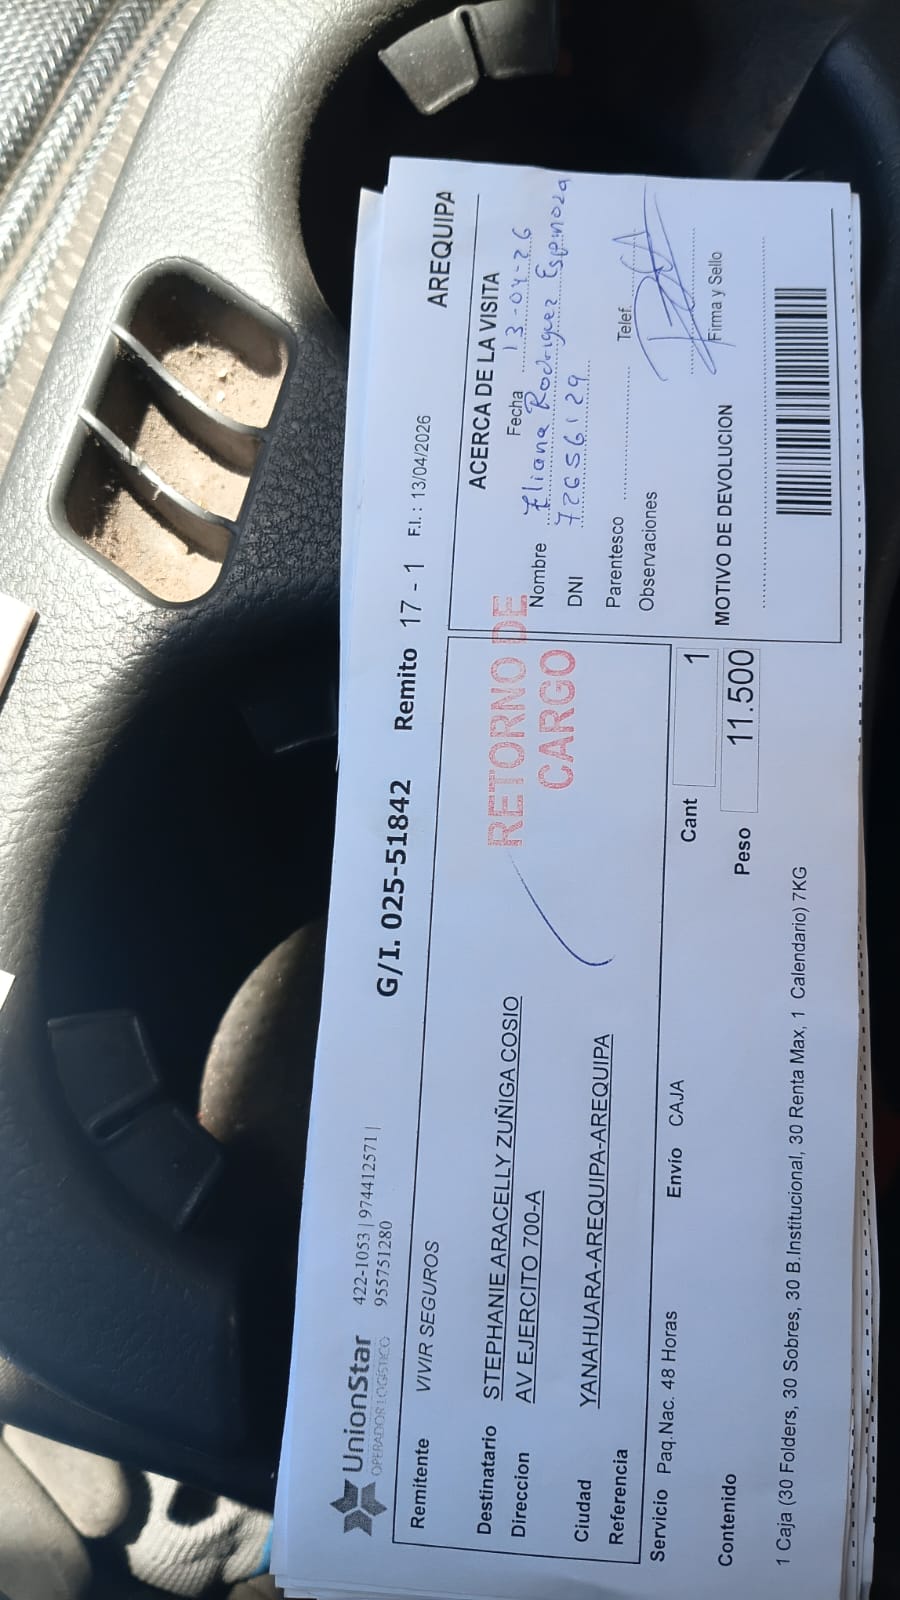 UnionStar
OPERADOR LOGÍSTICO
422-1053 | 974412571 |
955751280
G/I. 025-51842
Remito 17 - 1
F.I.: 13/04/2026
AREQUIPA
Remitente VIVIR SEGUROS
Destinatario STEPHANIE ARACELLY ZUÑIGA COSIO
Direccion AV EJERCITO 700-A
Ciudad YANAHUARA-AREQUIPA-AREQUIPA
Referencia
RETORNO DE
CARGO
Servicio Paq.Nac. 48 Horas
Envío CAJA
Cant 1
Peso 11.500
Contenido
1 Caja (30 Folders, 30 Sobres, 30 B.Institucional, 30 Renta Max, 1 Calendario) 7KG
ACERCA DE LA VISITA
Fecha 13-04-26
Nombre Eliana Rodriguez Espinoza
DNI 72656129
Parentesco
Telef.
Observaciones
Firma y Sello
MOTIVO DE DEVOLUCION